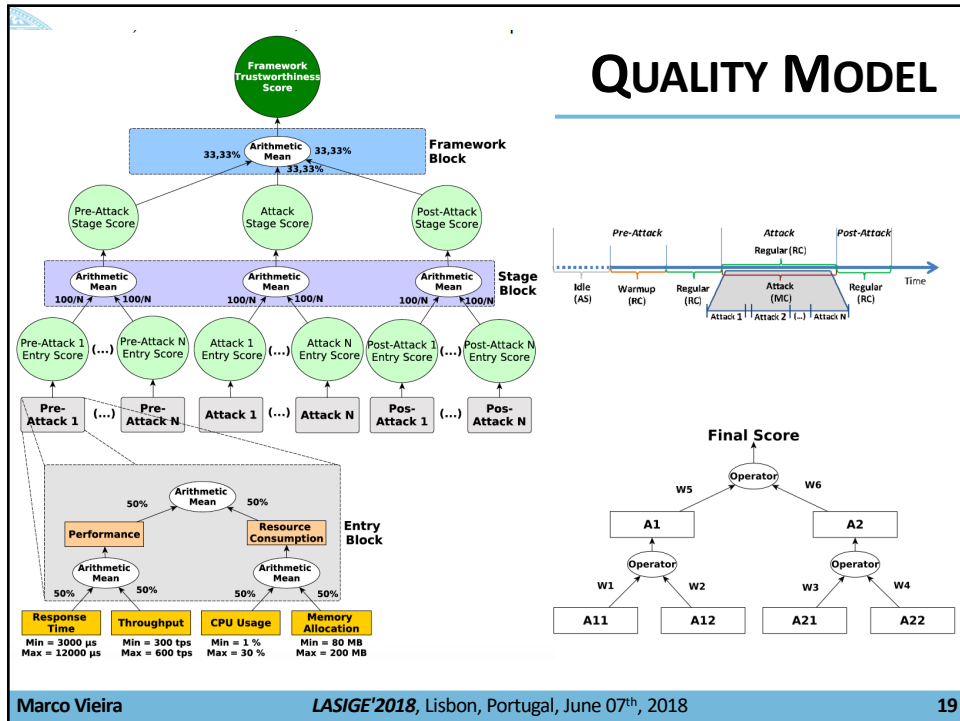 QUALITY MODEL
Framework
Trustworthiness
Score
Arithmetic
Mean
33,33%
33,33%
33,33%
Framework
Block
Pre-Attack
Stage Score
Attack
Stage Score
Post-Attack
Stage Score
Arithmetic
Mean
Arithmetic
Mean
Arithmetic
Mean
100/N
100/N
100/N
100/N
100/N
100/N
Stage
Block
Pre-Attack 1
Entry Score
(...)
Pre-Attack N
Entry Score
Attack 1
Entry Score
(...)
Attack N
Entry Score
Post-Attack 1
Entry Score
(...)
Post-Attack N
Entry Score
Pre-
Attack 1
(...)
Pre-
Attack N
Attack 1
(...)
Attack N
Pos-
Attack 1
(...)
Pos-
Attack N
Arithmetic
Mean
50%
50%
Performance
Resource
Consumption
Entry
Block
Arithmetic
Mean
Arithmetic
Mean
50%
50%
50%
50%
Response
Time
Throughput
CPU Usage
Memory
Allocation
Min = 3000 µs
Max = 12000 µs
Min = 300 tps
Max = 600 tps
Min = 1 %
Max = 30 %
Min = 80 MB
Max = 200 MB
Pre-Attack
Attack
Post-Attack
Regular (RC)
Idle
(AS)
Warmup
(RC)
Regular
(RC)
Attack
(MC)
Regular
(RC)
Time
Attack 1
Attack 2
(...)
Attack N
Final Score
Operator
W5
W6
A1
A2
Operator
Operator
W1
W2
W3
W4
A11
A12
A21
A22
Marco Vieira
LASIGE'2018, Lisbon, Portugal, June 07th, 2018
19